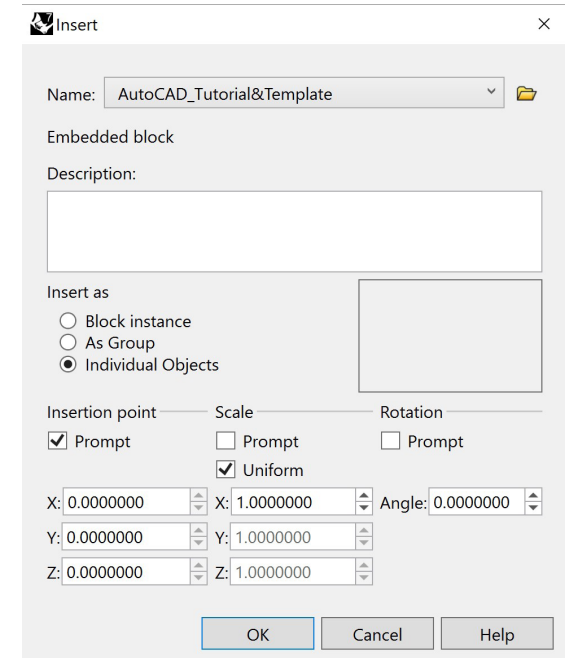 7 Insert
Name: AutoCAD_Tutorial&Template
Embedded block
Description:
Insert as
Block instance
As Group
Individual Objects
Insertion point Scale Rotation
Prompt Prompt Prompt
Uniform
X: 0.0000000 X: 1.0000000 Angle: 0.0000000
Y: 0.0000000 Y: 1.0000000
Z: 0.0000000 Z: 1.0000000
OK Cancel Help